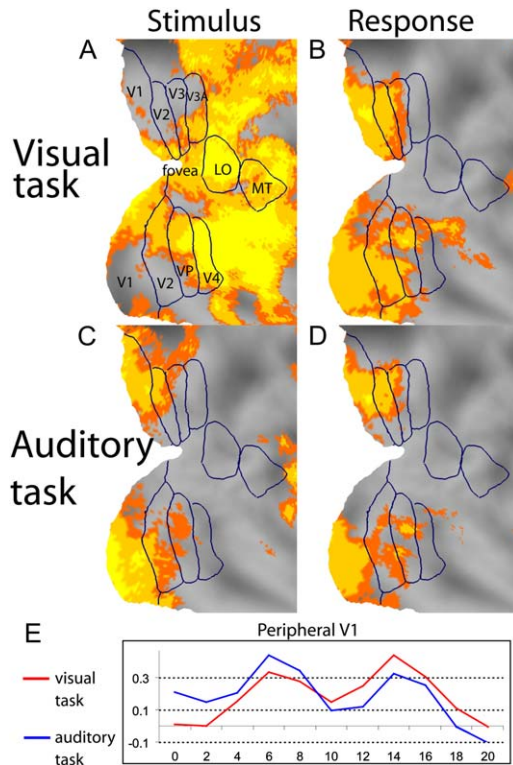 Stimulus Response
A B
Visual
task
V1 V2 V3 V3A
fovea LO MT
V1 V2 VP V4
C D
Auditory
task
E Peripheral V1
visual
task
auditory
task
0.3
0.1
-0.1
0 2 4 6 8 10 12 14 16 18 20